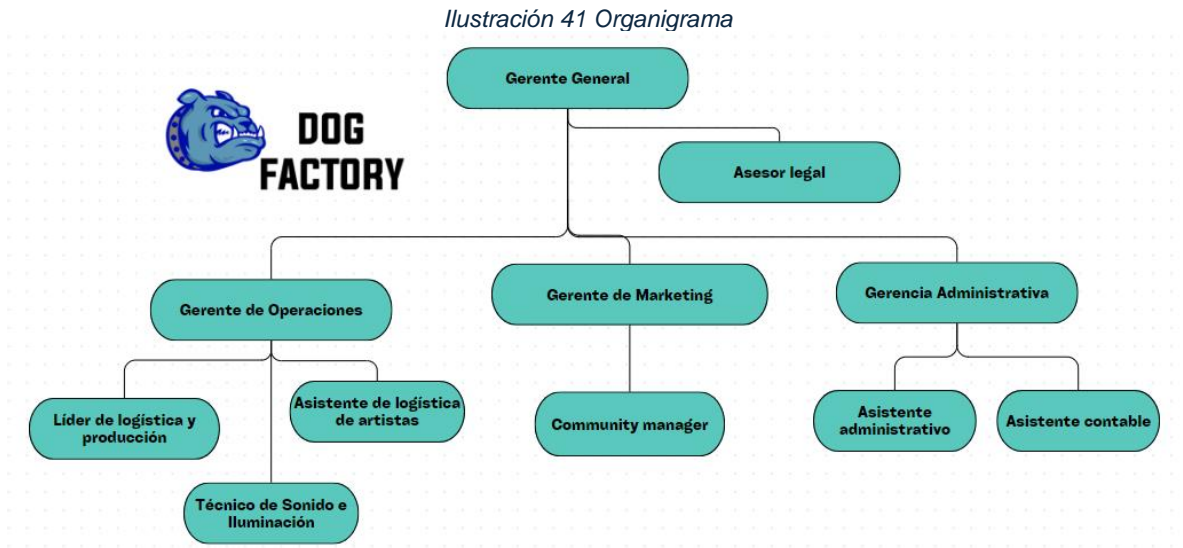 Ilustración 41 Organigrama
Gerente General
DOG
FACTORY
Asesor legal
Gerente de Operaciones
Gerente de Marketing
Gerencia Administrativa
Líder de logística y
producción
Asistente de logística
de artistas
Community manager
Asistente
administrativo
Asistente contable
Técnico de Sonido e
Iluminación